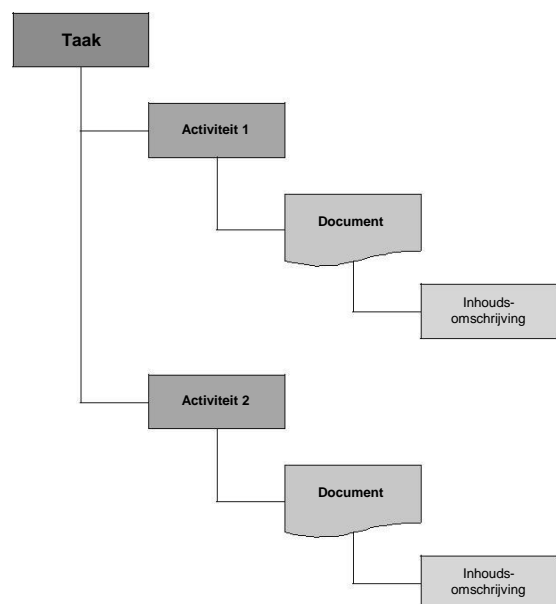 Taak
Activiteit 1
Document
Inhouds-
omschrijving
Activiteit 2
Document
Inhouds-
omschrijving